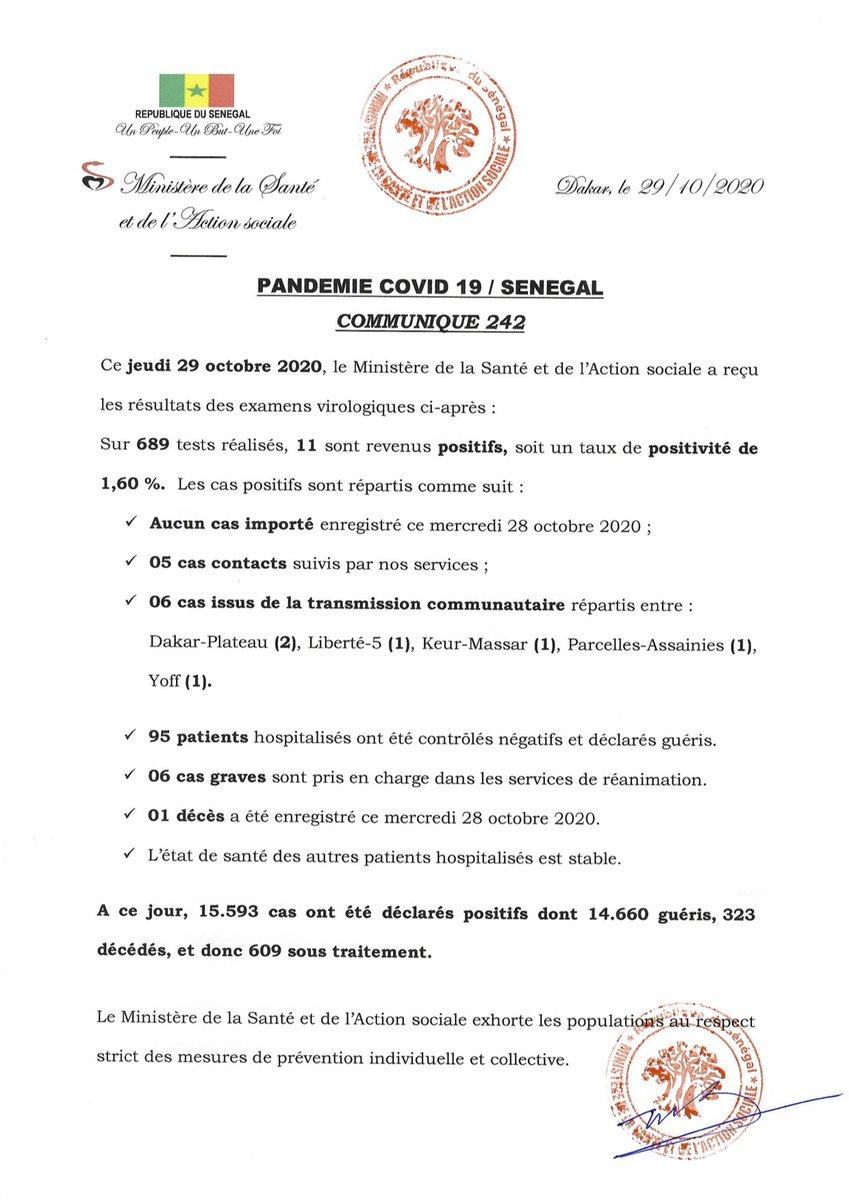 REPUBLIQUE DU SENEGAL
Un Peuple-Un But-Une Foi
Ministère de la Santé
et de l'Action sociale
République du Sénégal
MINISTERE DE LA SANTE ET DE L'ACTION SOCIALE
Dakar, le 29/10/2020
PANDEMIE COVID 19 / SENEGAL
COMMUNIQUE 242
Ce jeudi 29 octobre 2020, le Ministère de la Santé et de l'Action sociale a reçu
les résultats des examens virologiques ci-après :
Sur 689 tests réalisés, 11 sont revenus positifs, soit un taux de positivité de
1,60 %. Les cas positifs sont répartis comme suit :
✓ Aucun cas importé enregistré ce mercredi 28 octobre 2020 ;
✓ 05 cas contacts suivis par nos services ;
✓ 06 cas issus de la transmission communautaire répartis entre :
Dakar-Plateau (2), Liberté-5 (1), Keur-Massar (1), Parcelles-Assainies (1),
Yoff (1).
✓ 95 patients hospitalisés ont été contrôlés négatifs et déclarés guéris.
✓ 06 cas graves sont pris en charge dans les services de réanimation.
✓ 01 décès a été enregistré ce mercredi 28 octobre 2020.
✓ L'état de santé des autres patients hospitalisés est stable.
A ce jour, 15.593 cas ont été déclarés positifs dont 14.660 guéris, 323
décédés, et donc 609 sous traitement.
Le Ministère de la Santé et de l'Action sociale exhorte les populations au respect
strict des mesures de prévention individuelle et collective.
République du Sénégal
MINISTERE DE LA SANTE ET DE L'ACTION SOCIALE